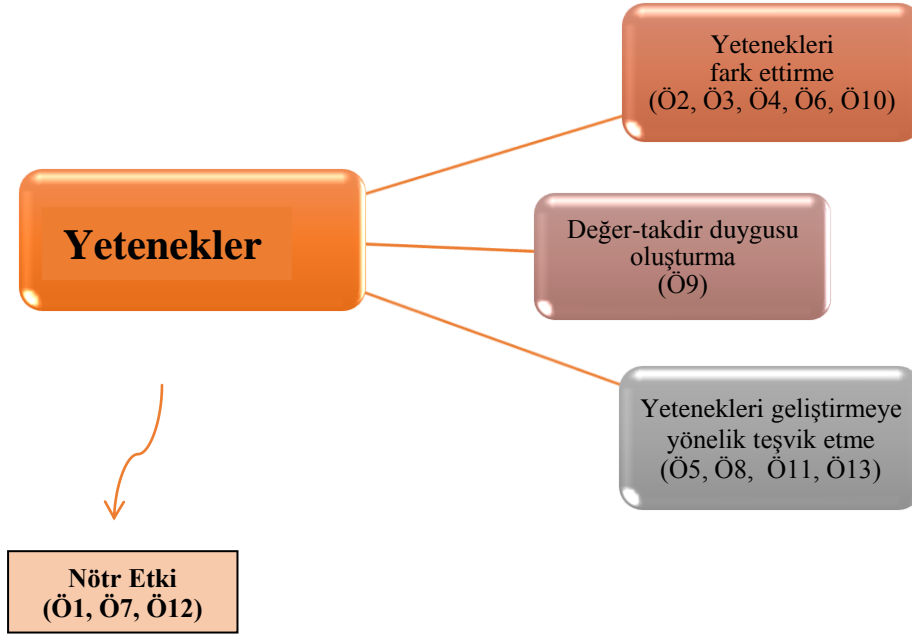 Yetenekleri
fark ettirme
(Ö2, Ö3, Ö4, Ö6, Ö10)
Yetenekler
Değer-takdir duygusu
oluşturma
(Ö9)
Yetenekleri geliştirmeye
yönelik teşvik etme
(Ö5, Ö8, Ö11, Ö13)
Nötr Etki
(Ö1, Ö7, Ö12)